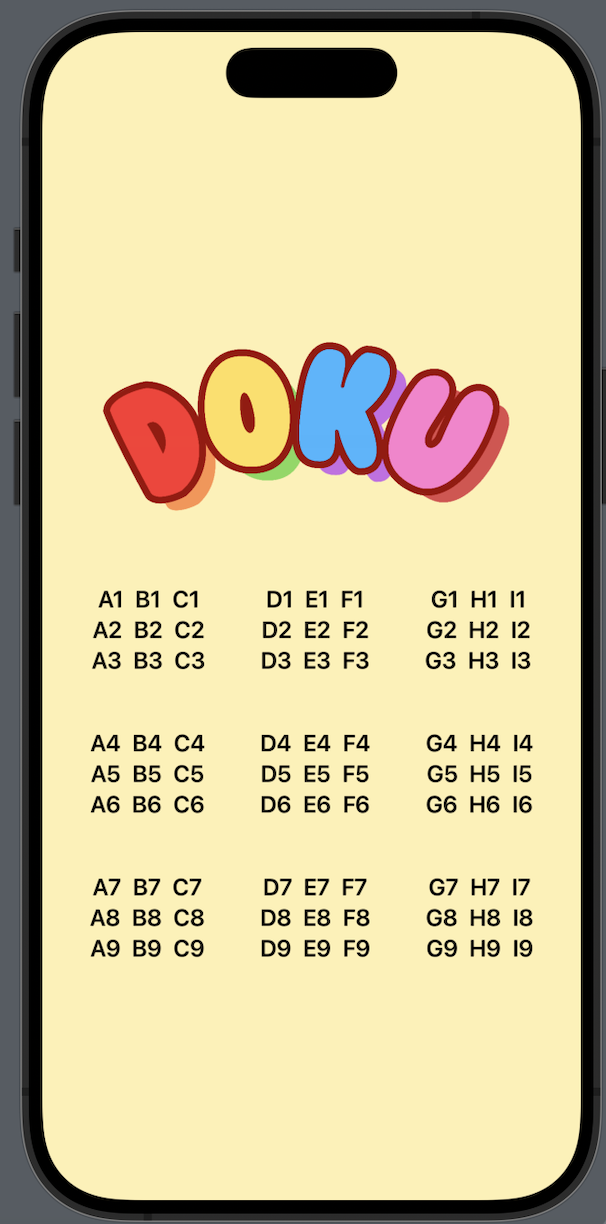 DOKU
A1 B1 C1 D1 E1 F1 G1 H1 I1
A2 B2 C2 D2 E2 F2 G2 H2 I2
A3 B3 C3 D3 E3 F3 G3 H3 I3
A4 B4 C4 D4 E4 F4 G4 H4 I4
A5 B5 C5 D5 E5 F5 G5 H5 I5
A6 B6 C6 D6 E6 F6 G6 H6 I6
A7 B7 C7 D7 E7 F7 G7 H7 I7
A8 B8 C8 D8 E8 F8 G8 H8 I8
A9 B9 C9 D9 E9 F9 G9 H9 I9